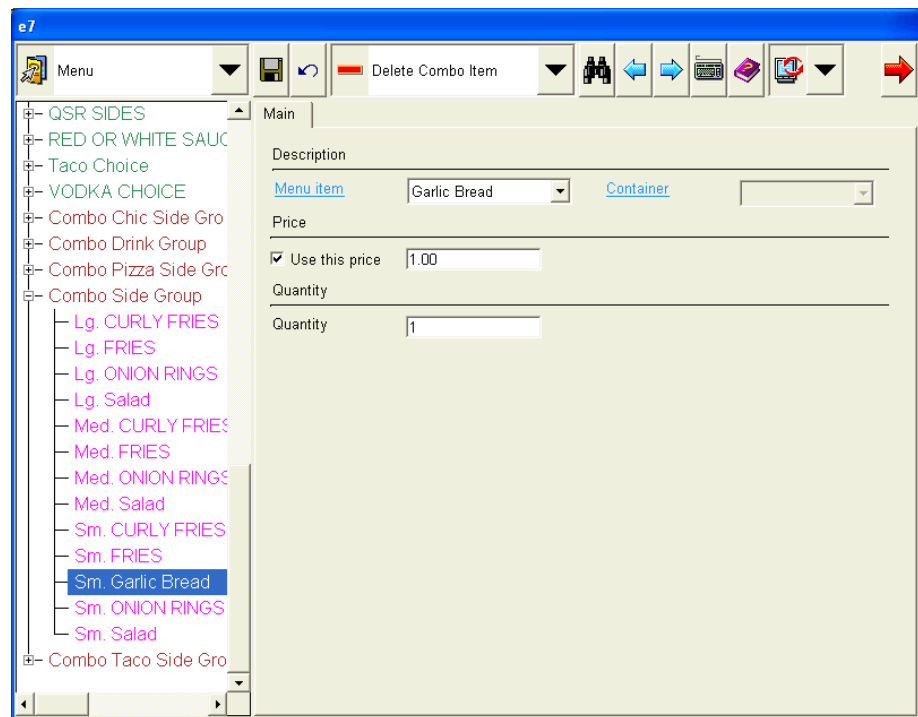 e7
Menu
Delete Combo Item
QSR SIDES
RED OR WHITE SAUC
Taco Choice
VODKA CHOICE
Combo Chic Side Gro
Combo Drink Group
Combo Pizza Side Grc
Combo Side Group
Lg. CURLY FRIES
Lg. FRIES
Lg. ONION RINGS
Lg. Salad
Med. CURLY FRIES
Med. FRIES
Med. ONION RINGS
Med. Salad
Sm. CURLY FRIES
Sm. FRIES
Sm. Garlic Bread
Sm. ONION RINGS
Sm. Salad
Combo Taco Side Gro
Main
Description
Menu item Garlic Bread Container
Price
Use this price 1.00
Quantity
Quantity 1